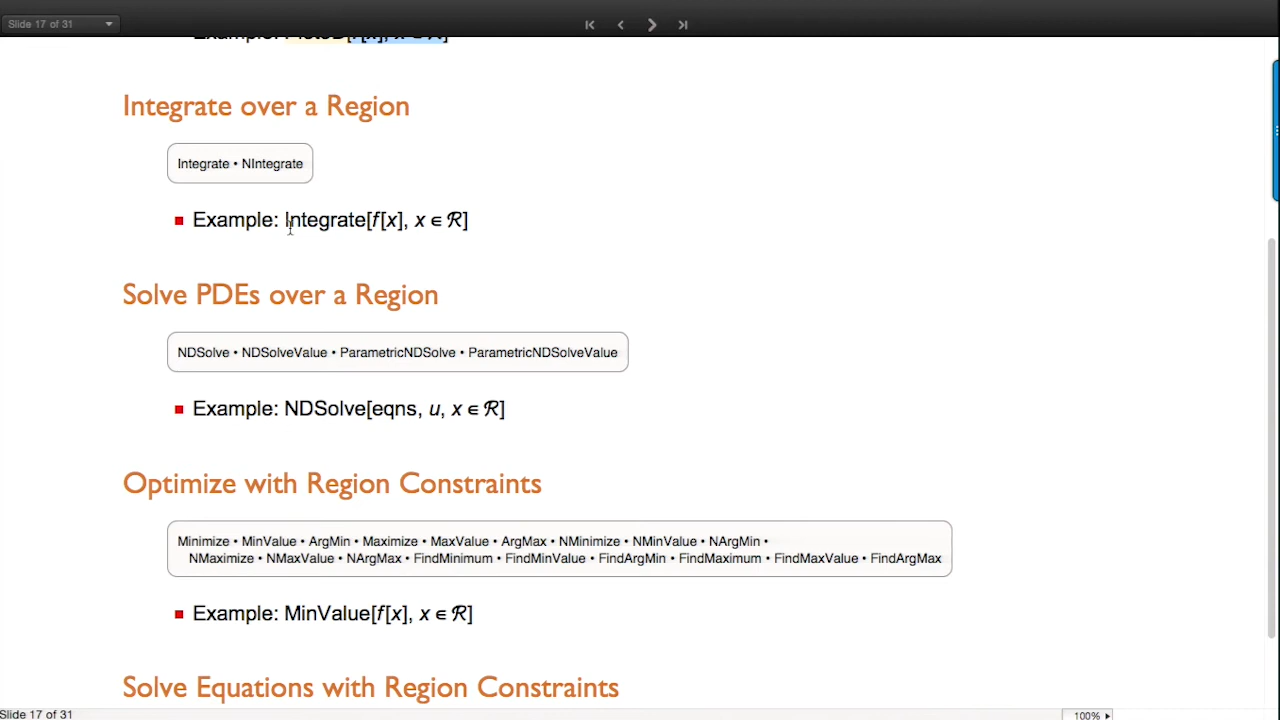 Slide 17 of 31
Example:
Integrate over a Region
Integrate • NIntegrate
Example: Integrate[f[x], x ∈ ℛ]
Solve PDEs over a Region
NDSolve • NDSolveValue • ParametricNDSolve • ParametricNDSolveValue
Example: NDSolve[eqns, u, x ∈ ℛ]
Optimize with Region Constraints
Minimize • MinValue • ArgMin • Maximize • MaxValue • ArgMax • NMinimize • NMinValue • NArgMin •
NMaximize • NMaxValue • NArgMax • FindMinimum • FindMinValue • FindArgMin • FindMaximum • FindMaxValue • FindArgMax
Example: MinValue[f[x], x ∈ ℛ]
Solve Equations with Region Constraints
Slide 17 of 31
100%